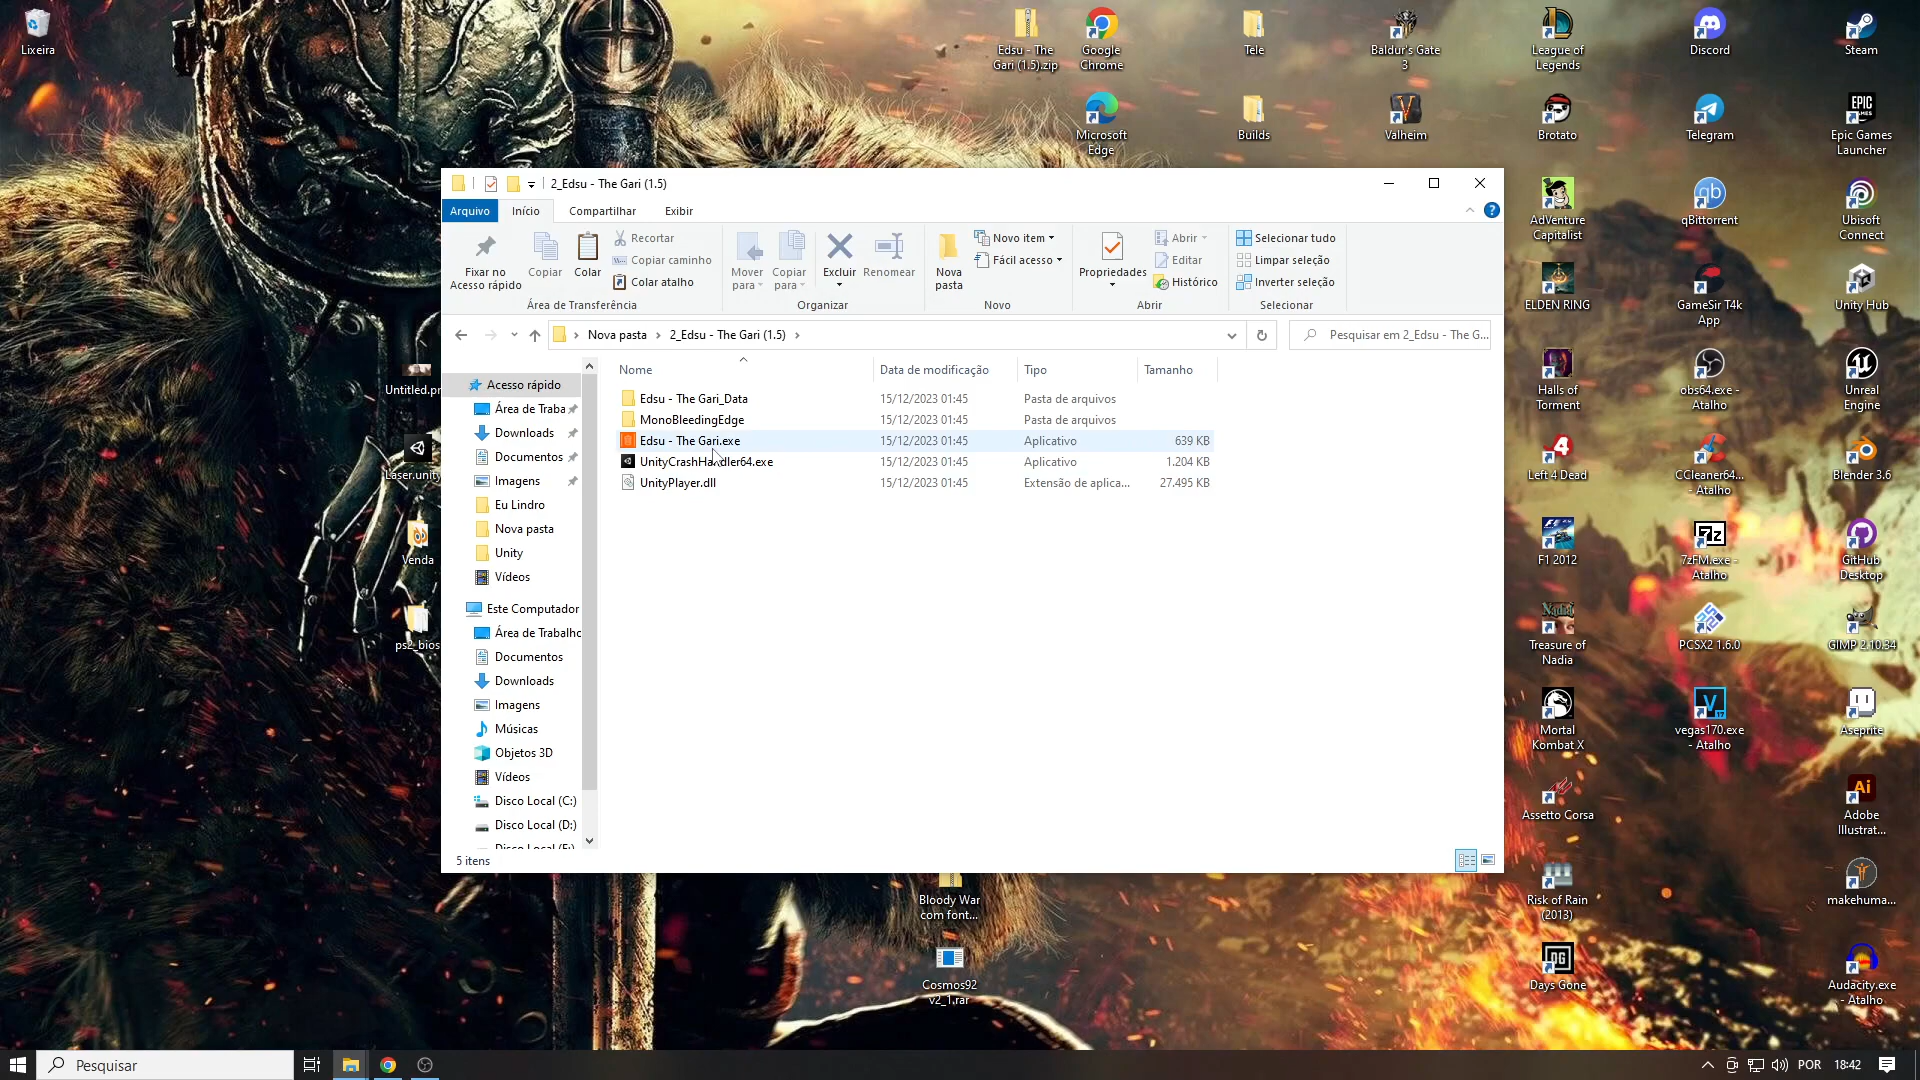 Lixeira
Edsu - The
Gari (1.5).zip
Google
Chrome
Tele
Baldur's Gate
3
League of
Legends
Discord
Steam
Microsoft
Edge
Builds
Valheim
Brotato
Telegram
Epic Games
Launcher
2_Edsu - The Gari (1.5)
Arquivo
Início
Compartilhar
Exibir
Fixar no
Acesso rápido
Copiar
Colar
Recortar
Copiar caminho
Colar atalho
Área de Transferência
Mover
para
Copiar
para
Excluir
Renomear
Organizar
Nova
pasta
Novo item
Fácil acesso
Novo
Propriedades
Abrir
Editar
Histórico
Abrir
Selecionar tudo
Limpar seleção
Inverter seleção
Selecionar
Nova pasta
2_Edsu - The Gari (1.5)
Pesquisar em 2_Edsu - The G...
Nome
Data de modificação
Tipo
Tamanho
Edsu - The Gari_Data 15/12/2023 01:45 Pasta de arquivos
MonoBleedingEdge 15/12/2023 01:45 Pasta de arquivos
Edsu - The Gari.exe 15/12/2023 01:45 Aplicativo 639 KB
UnityCrashHandler64.exe 15/12/2023 01:45 Aplicativo 1.204 KB
UnityPlayer.dll 15/12/2023 01:45 Extensão de aplica... 27.495 KB
Acesso rápido
Área de Traba
Downloads
Documentos
Imagens
Eu Lindro
Nova pasta
Unity
Vídeos
Este Computador
Área de Trabalho
Documentos
Downloads
Imagens
Músicas
Objetos 3D
Vídeos
Disco Local (C:)
Disco Local (D:)
5 itens
Untitled.pr
Laser.unity
Venda
ps2_bios
AdVenture
Capitalist
qBittorrent
Ubisoft
Connect
ELDEN RING
GameSir T4k
App
Unity Hub
Halls of
Torment
obs64.exe -
Atalho
Unreal
Engine
Left 4 Dead
CCleaner64...
- Atalho
Blender 3.6
F1 2012
7zFM.exe -
Atalho
GitHub
Desktop
Treasure of
Nadia
PCSX2 1.6.0
GIMP 2.10.34
Mortal
Kombat X
vegas170.exe
- Atalho
Aseprite
Assetto Corsa
Adobe
Illustrat...
Bloody War
com font...
Risk of Rain
(2013)
makehuma...
Cosmos92
v2_1.rar
Days Gone
Audacity.exe
- Atalho
Pesquisar
POR
18:42